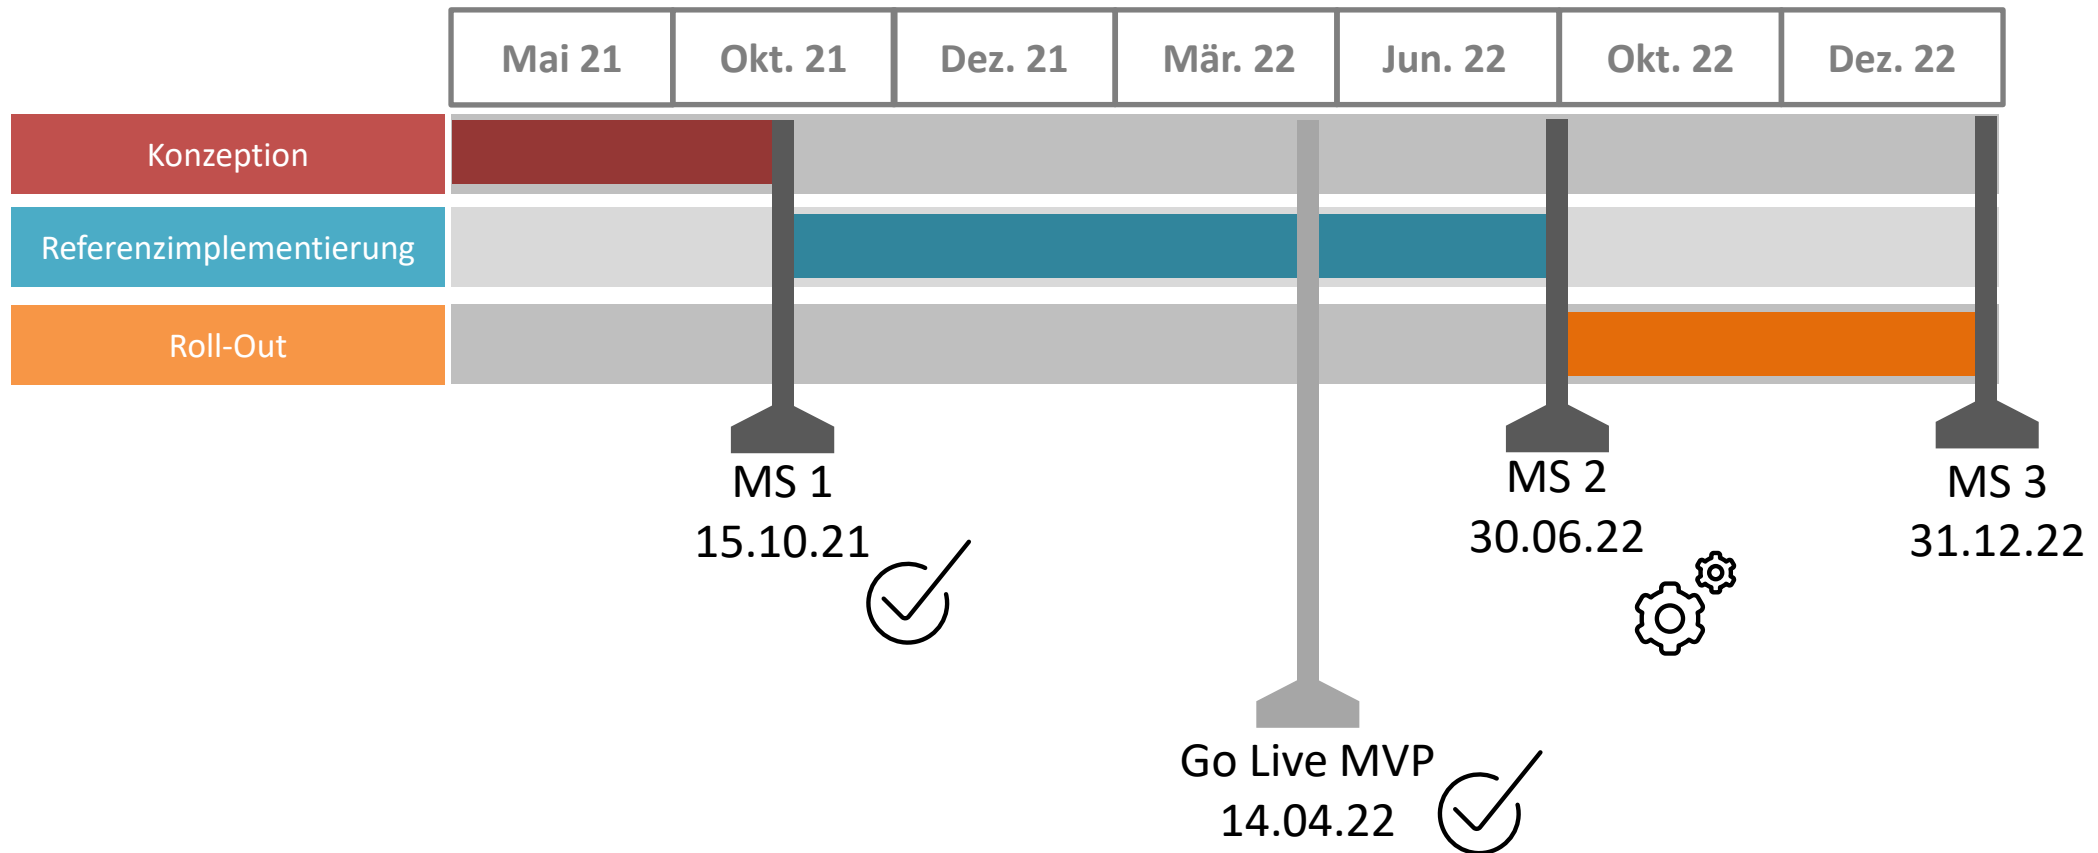 Mai 21
Okt. 21
Dez. 21
Mär. 22
Jun. 22
Okt. 22
Dez. 22
Konzeption
Referenzimplementierung
Roll-Out
MS 1
15.10.21
MS 2
30.06.22
MS 3
31.12.22
Go Live MVP
14.04.22